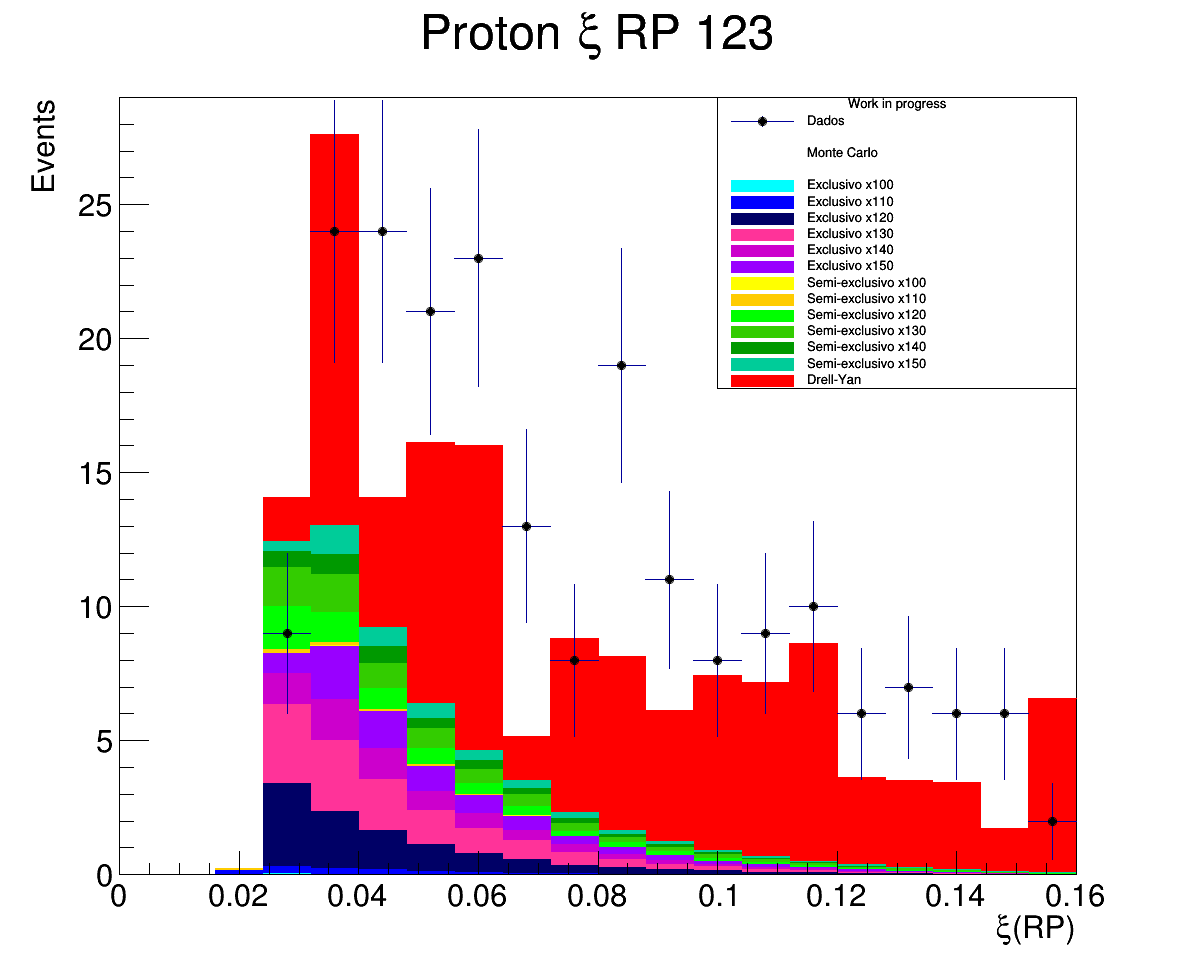 Proton ξ RP 123
Events
25
20
15
10
5
0
0 0.02 0.04 0.06 0.08 0.1 0.12 0.14 0.16
ξ(RP)
Work in progress
Dados
Monte Carlo
Exclusivo x100
Exclusivo x110
Exclusivo x120
Exclusivo x130
Exclusivo x140
Exclusivo x150
Semi-exclusivo x100
Semi-exclusivo x110
Semi-exclusivo x120
Semi-exclusivo x130
Semi-exclusivo x140
Semi-exclusivo x150
Drell-Yan